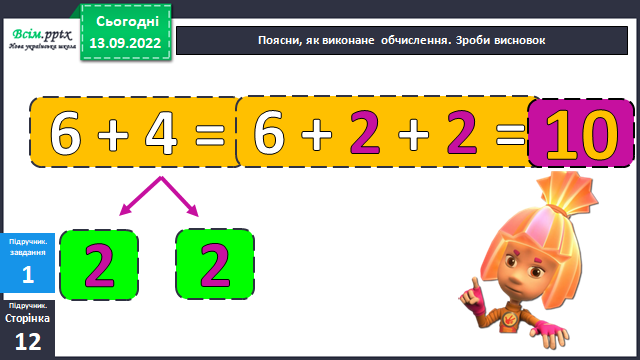 Всім.pptx
Нова українська школа
Сьогодні
13.09.2022
Поясни, як виконане обчислення. Зроби висновок
6 + 4 = 6 + 2 + 2 = 10
2 2
Підручник.
завдання
1
Підручник.
Сторінка
12